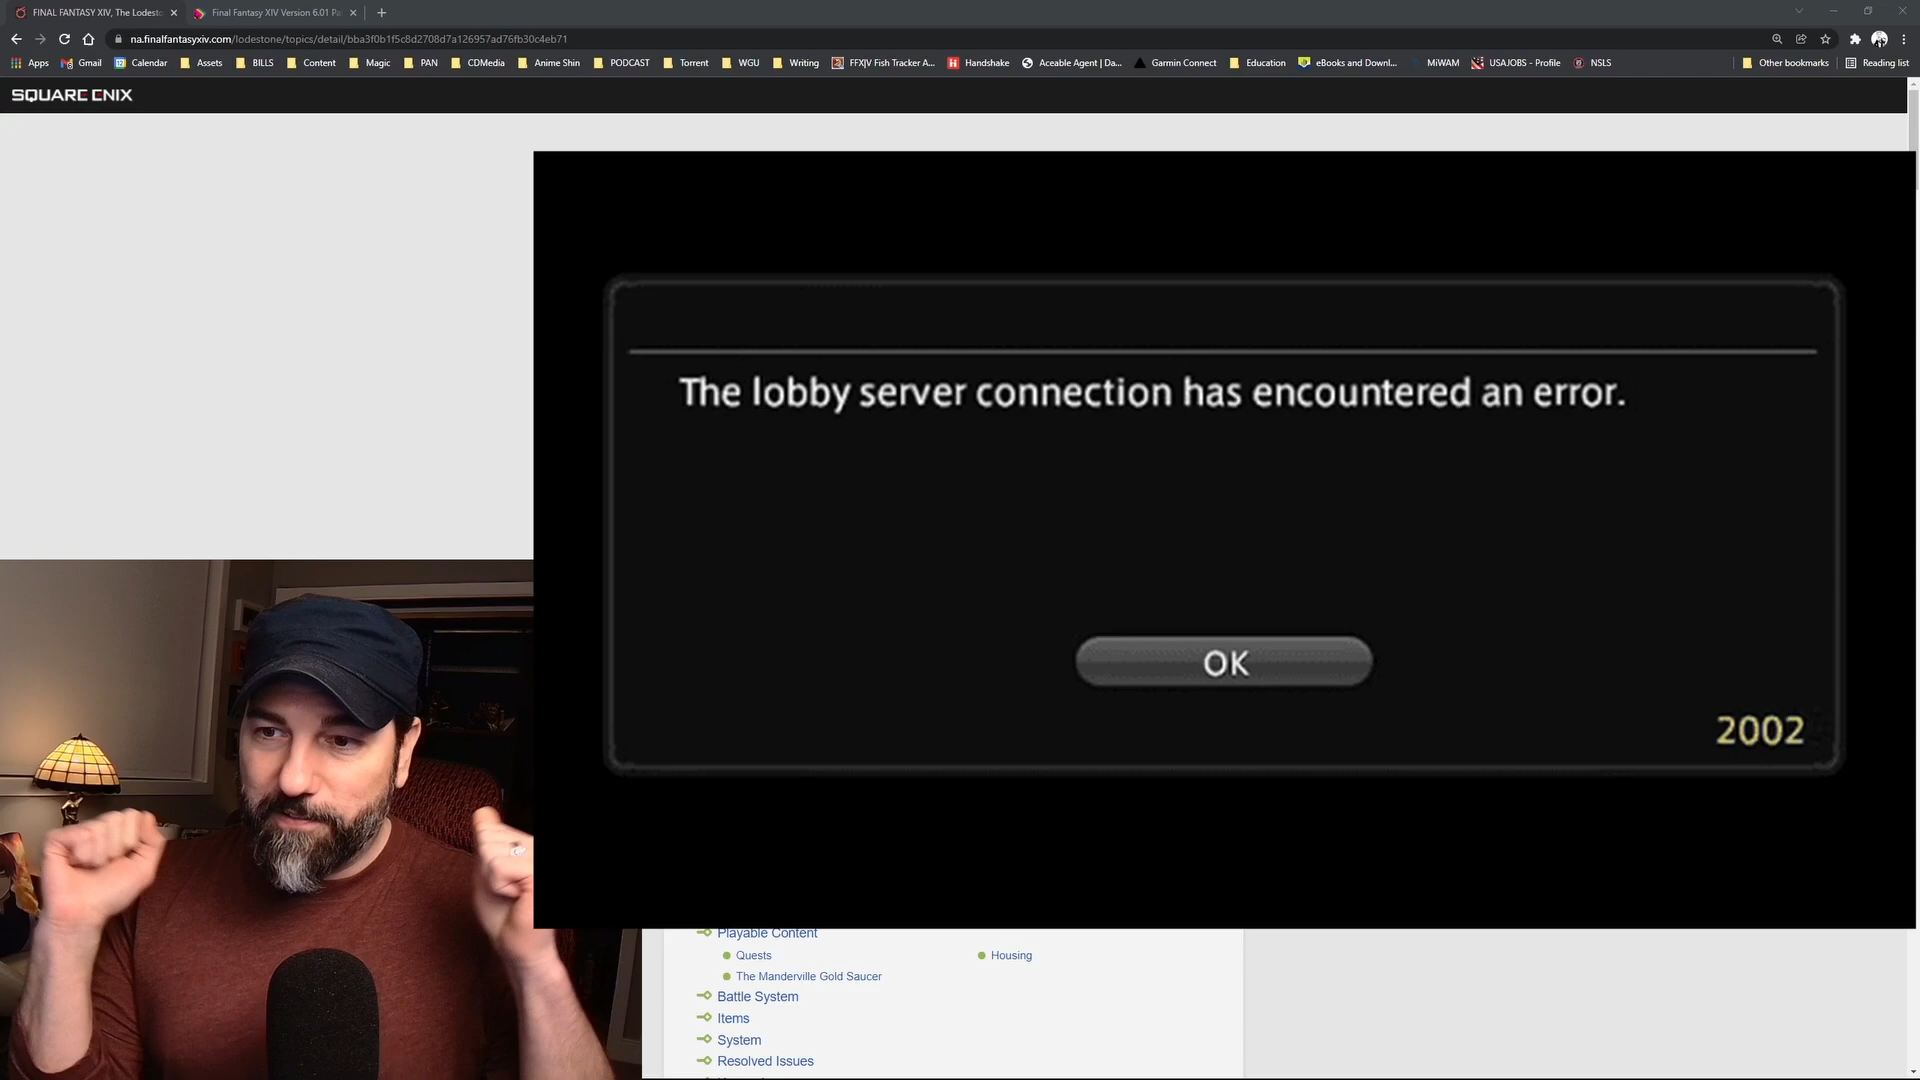 FINAL FANTASY XIV, The Lodesto
Final Fantasy XIV Version 6.01 Pa
na.finalfantasyxiv.com/lodestone/topics/detail/bba3f0b1f5c8d2708d7a126957ad76fb30c4eb71
Apps Gmail Calendar Assets BILLS Content Magic PAN CDMedia Anime Shin PODCAST Torrent WGU Writing FFXIV Fish Tracker A... Handshake Aceable Agent | Da... Garmin Connect Education eBooks and Downl... MiWAM USAJOBS - Profile NSLS Other bookmarks Reading list
SQUARE ENIX
The lobby server connection has encountered an error.
OK
2002
Playable Content
Quests Housing
The Manderville Gold Saucer
Battle System
Items
System
Resolved Issues